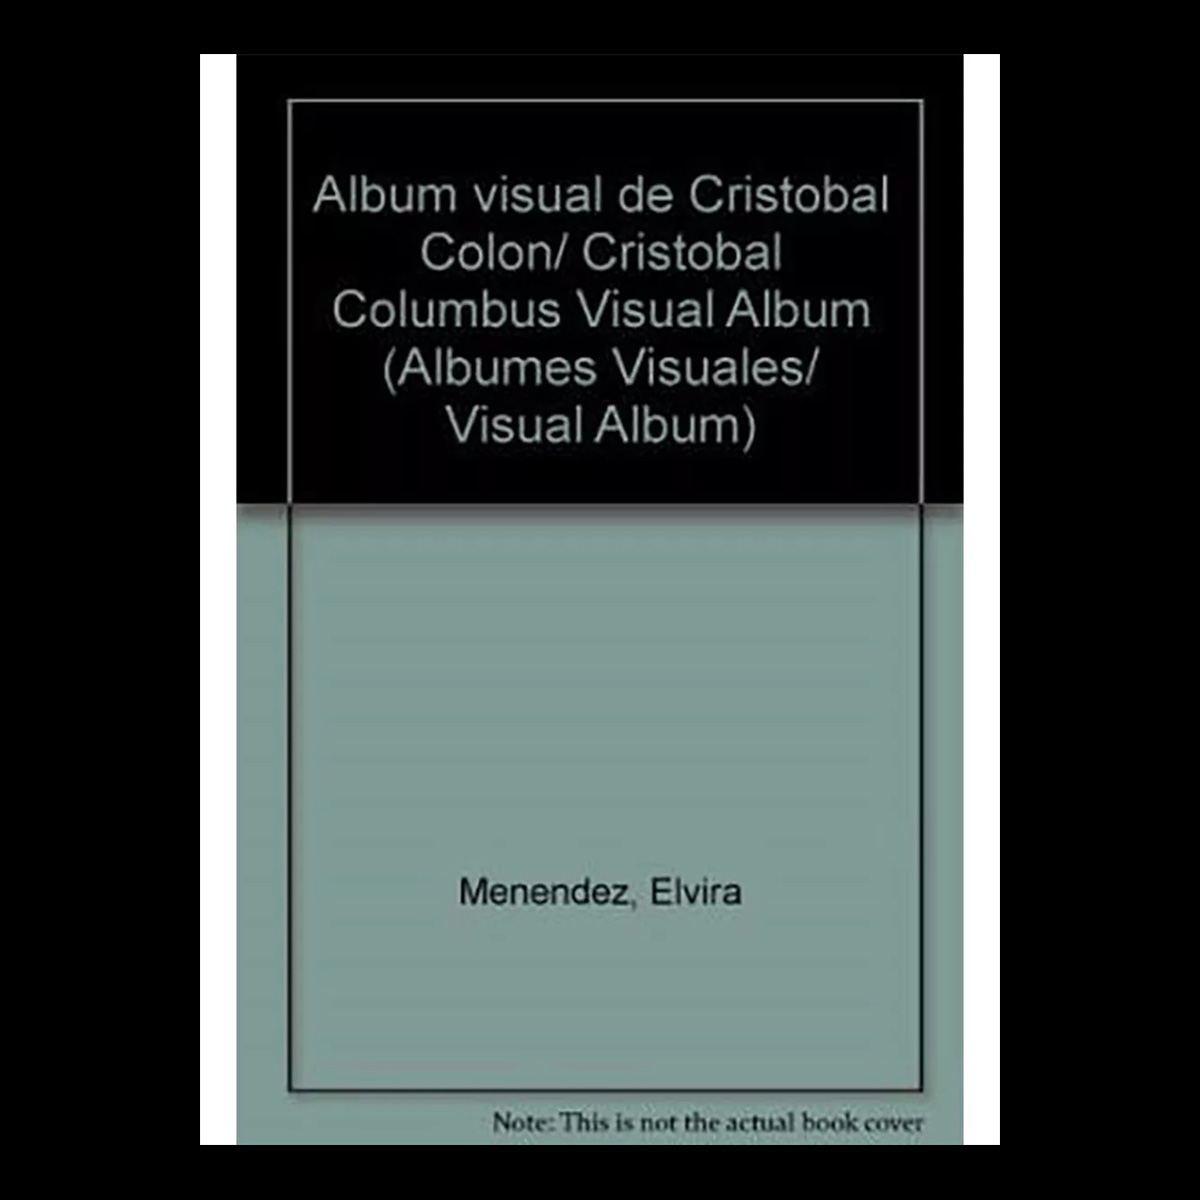 Album visual de Cristobal
Colon/ Cristobal
Columbus Visual Album
(Albumes Visuales/
Visual Album)
Menendez, Elvira
Note: This is not the actual book cover